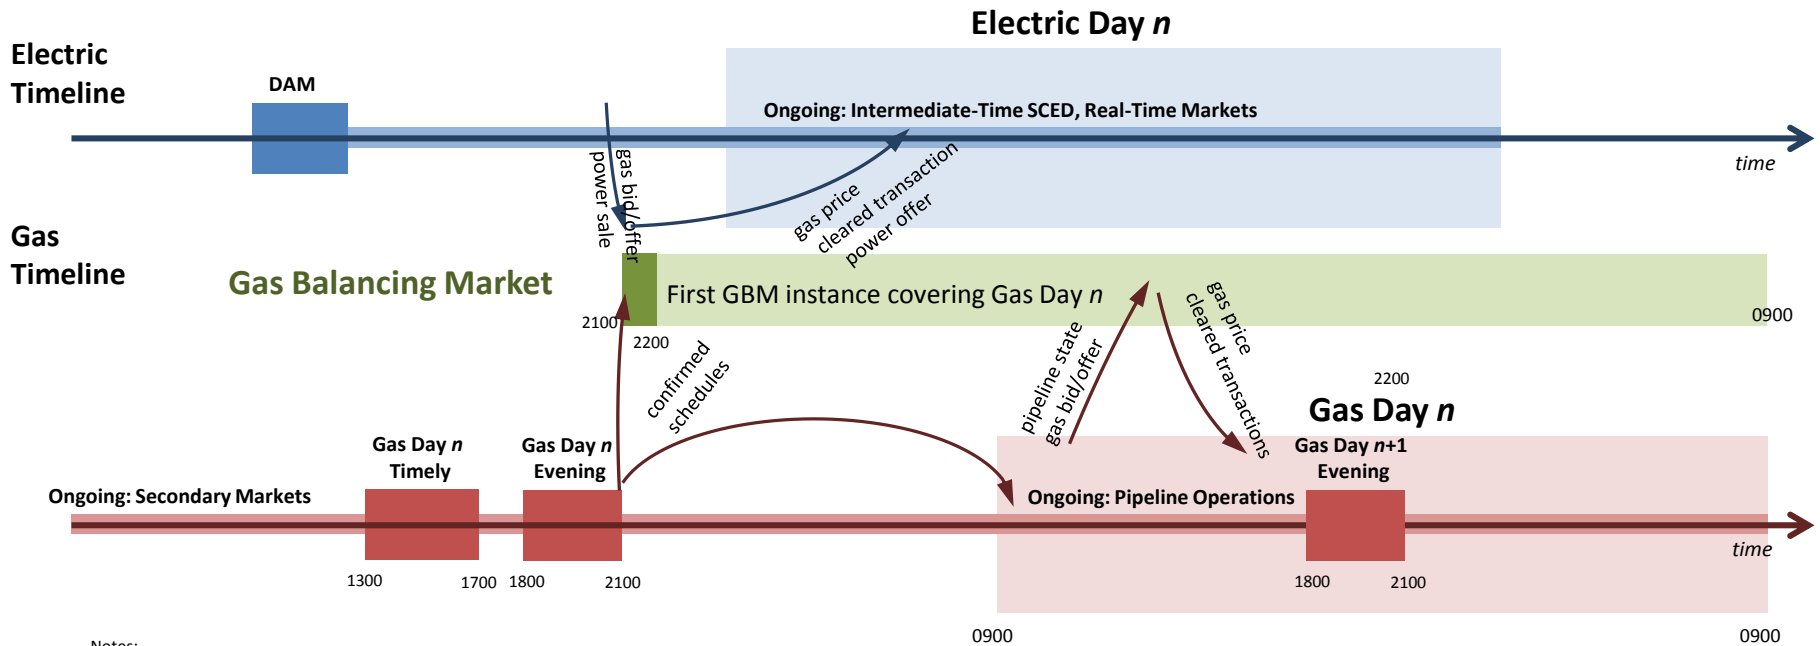 Electric Day n
Electric
Timeline
DAM
Ongoing: Intermediate-Time SCED, Real-Time Markets
time
gas bid/offer
power sale
gas price
cleared transaction
power offer
Gas
Timeline
Gas Balancing Market
First GBM instance covering Gas Day n
2100
2200
0900
confirmed
schedules
pipeline state
gas bid/offer
gas price
cleared transactions
2200
Gas Day n
Gas Day n
Timely
Gas Day n
Evening
Gas Day n+1
Evening
Ongoing: Secondary Markets
Ongoing: Pipeline Operations
time
1300
1700
1800
2100
1800
2100
0900
0900
Notes: